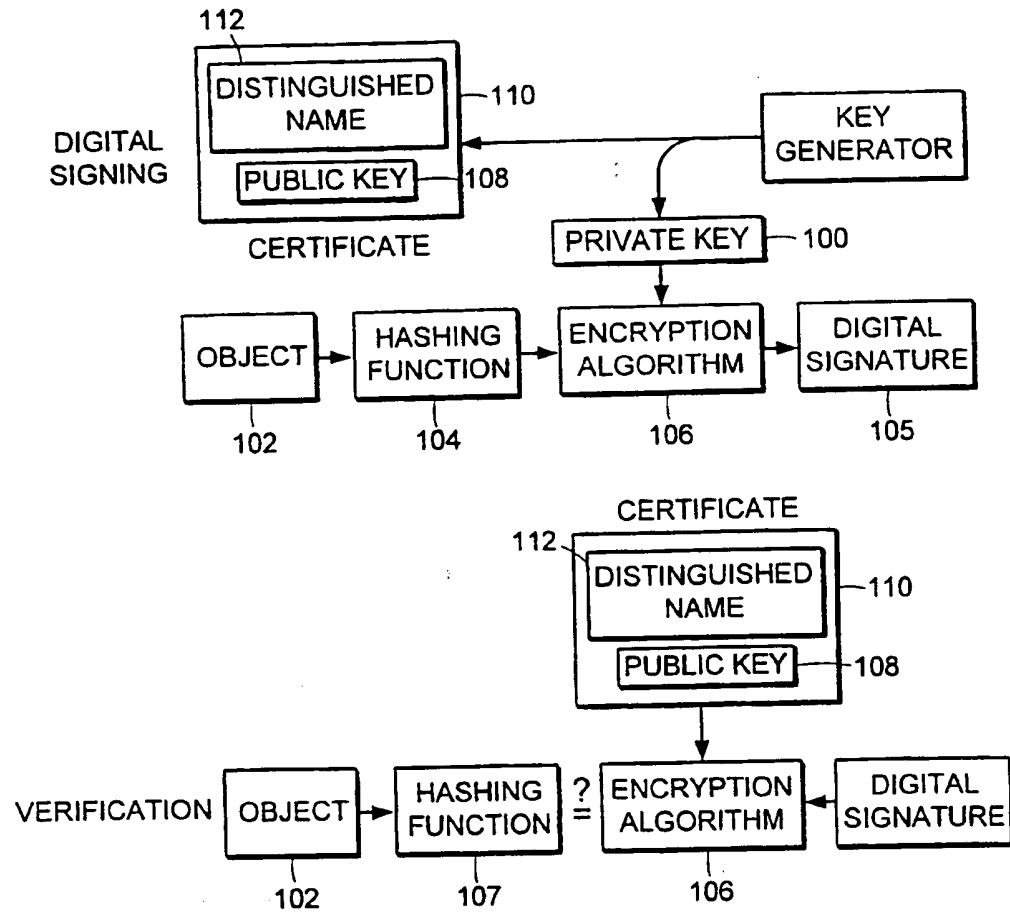 112
DISTINGUISHED
NAME
110
KEY
GENERATOR
DIGITAL
SIGNING
PUBLIC KEY
108
CERTIFICATE
PRIVATE KEY
100
OBJECT
HASHING
FUNCTION
ENCRYPTION
ALGORITHM
DIGITAL
SIGNATURE
102
104
106
105
CERTIFICATE
112
DISTINGUISHED
NAME
110
PUBLIC KEY
108
VERIFICATION
OBJECT
HASHING
FUNCTION
?
=
ENCRYPTION
ALGORITHM
DIGITAL
SIGNATURE
102
107
106